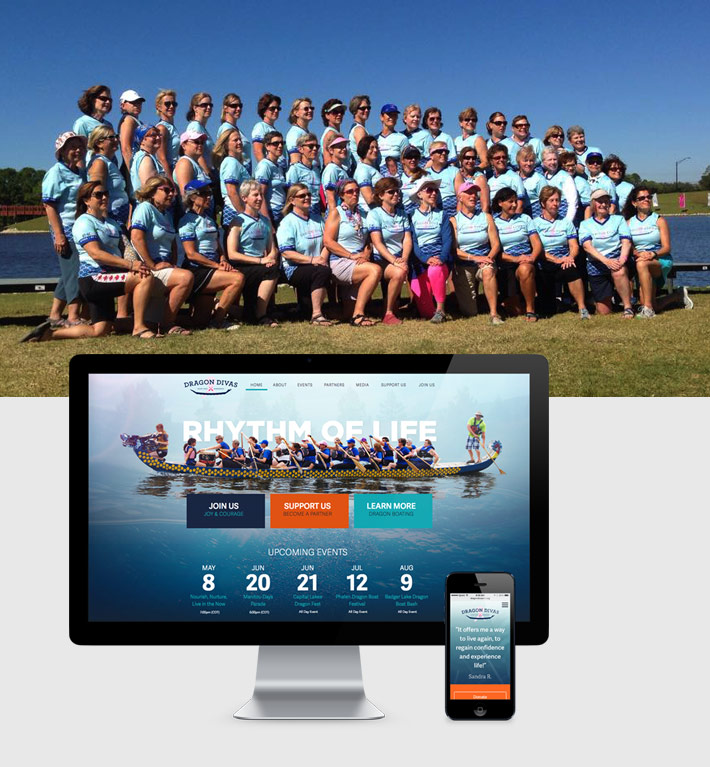 DRAGON DIVAS
HOME ABOUT EVENTS PARTNERS MEDIA SUPPORT US JOIN US
RHYTHM OF LIFE
JOIN US
JOY & COURAGE
SUPPORT US
BECOME A PARTNER
LEARN MORE
DRAGON BOATING
UPCOMING EVENTS
MAY
8
Nourish, Nurture,
Live in the Now
7:00pm (CDT)
JUN
20
Manitou Days
Parade
6:30pm (CDT)
JUN
21
Capital Lakes
Dragon Fest
All Day Event
JUL
12
Phalen Dragon Boat
Festival
All Day Event
AUG
9
Badger Lake Dragon
Boat Bash
All Day Event
DRAGON DIVAS
"It offers me a way
to live again, to
regain confidence
and experience
life!"
Sandra R.
Donate